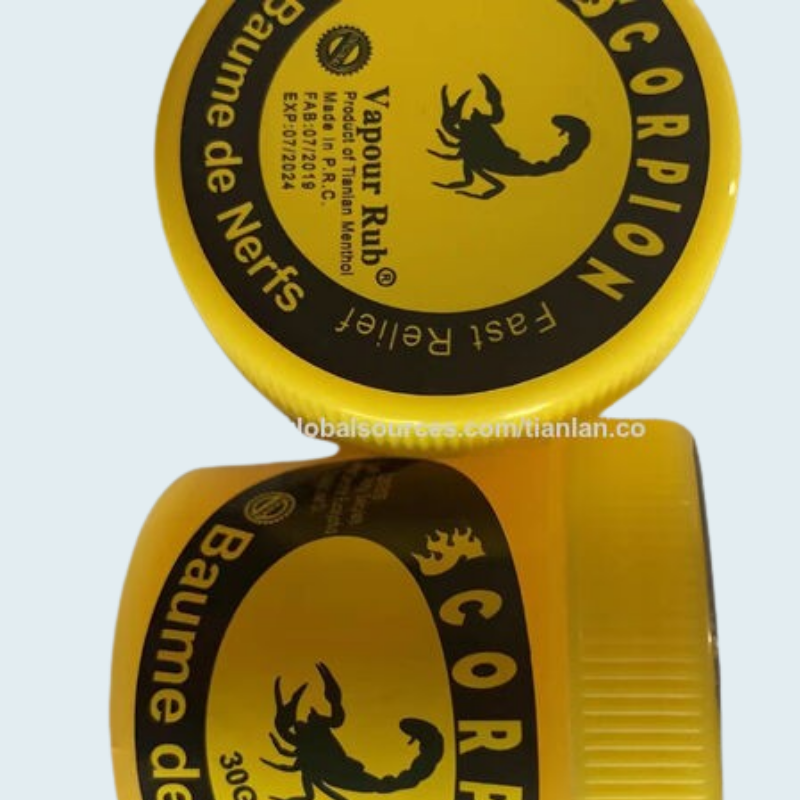 SCORPION
Vapour Rub®
Product of Tianlan Menthol
Made in P.R.C.
FAB:07/2019
EXP:07/2024
Baume de Nerfs
Fast Relief
globalsources.com/tianlan.co
SCORP
30G
Baume de